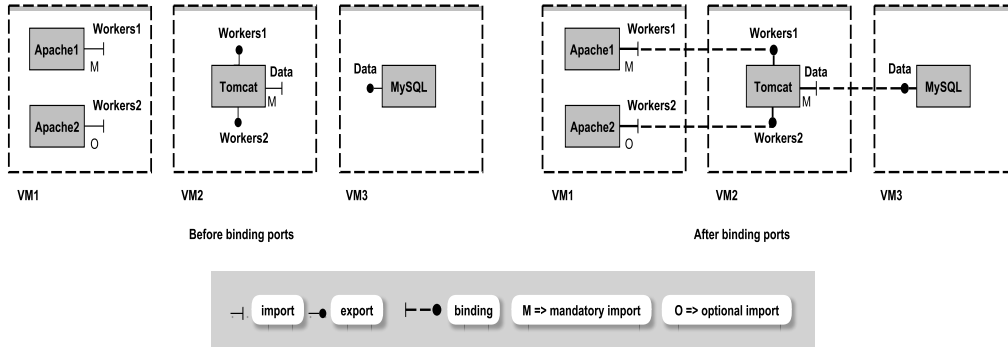 Workers1
Apache1
M
Workers2
Apache2
O
VM1
Workers1
Tomcat
Data
M
Workers2
VM2
Data
MySQL
VM3
Before binding ports
Workers1
Apache1
M
Workers2
Apache2
O
VM1
Workers1
Tomcat
Data
M
Workers2
VM2
Data
MySQL
VM3
After binding ports
import
export
binding
M => mandatory import
O => optional import